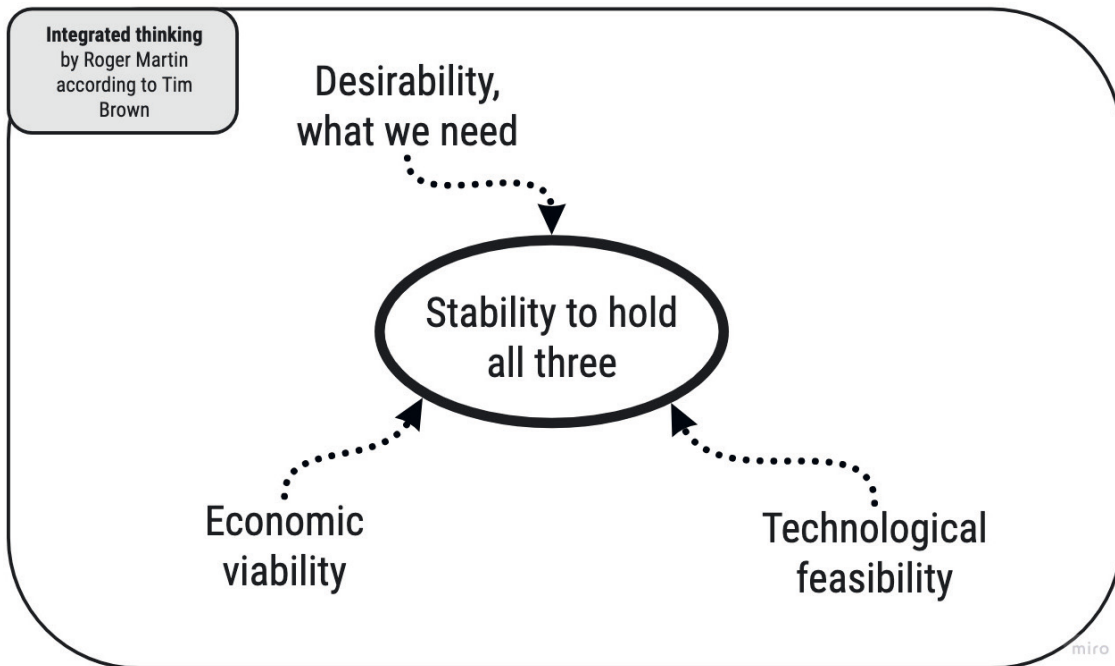 Integrated thinking
by Roger Martin
according to Tim
Brown
Desirability,
what we need
Stability to hold
all three
Economic
viability
Technological
feasibility
miro